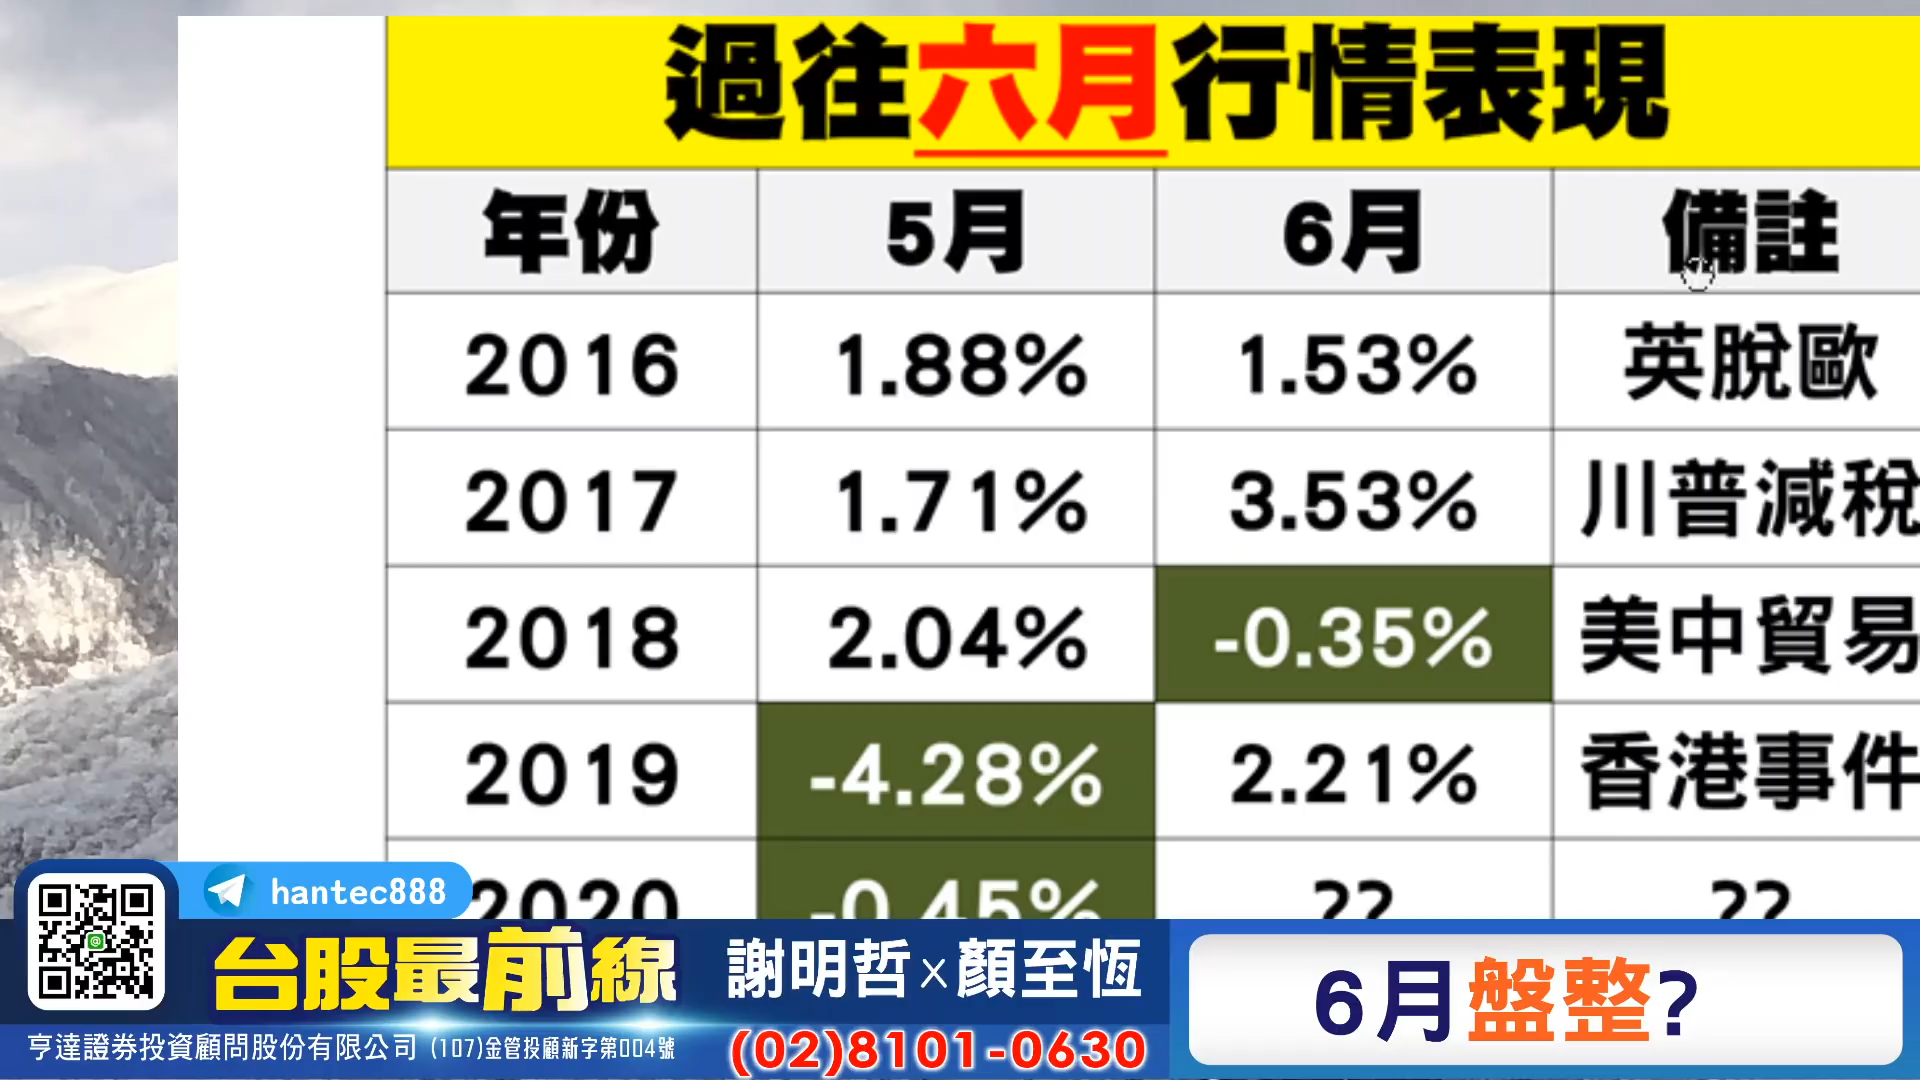 過往六月行情表現
年份 5月 6月 備註
2016 1.88% 1.53% 英脫歐
2017 1.71% 3.53% 川普減稅
2018 2.04% -0.35% 美中貿易
2019 -4.28% 2.21% 香港事件
2020 -0.45% ?? ??
hantec888
台股最前線
謝明哲x顏至恆
6月盤整?
亨達證券投資顧問股份有限公司 (107)金管投顧新字第004號
(02)8101-0630